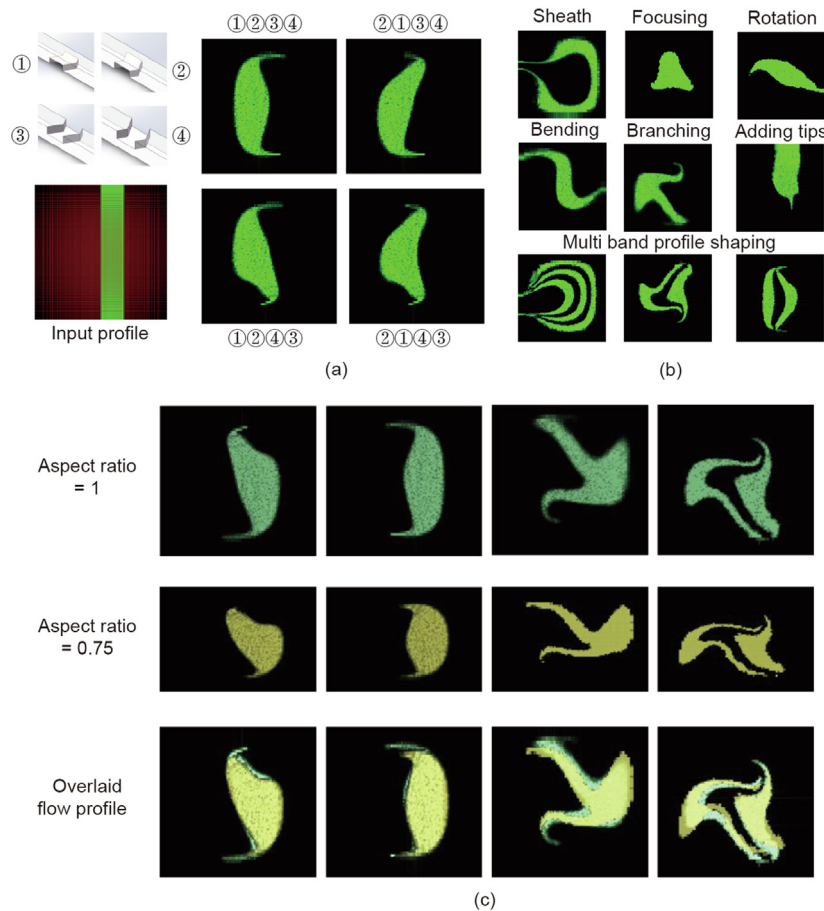 ①②③④
②①③④
①
②
③
④
Input profile
①②④③
②①④③
(a)
Sheath
Focusing
Rotation
Bending
Branching
Adding tips
Multi band profile shaping
(b)
Aspect ratio
= 1
Aspect ratio
= 0.75
Overlaid
flow profile
(c)